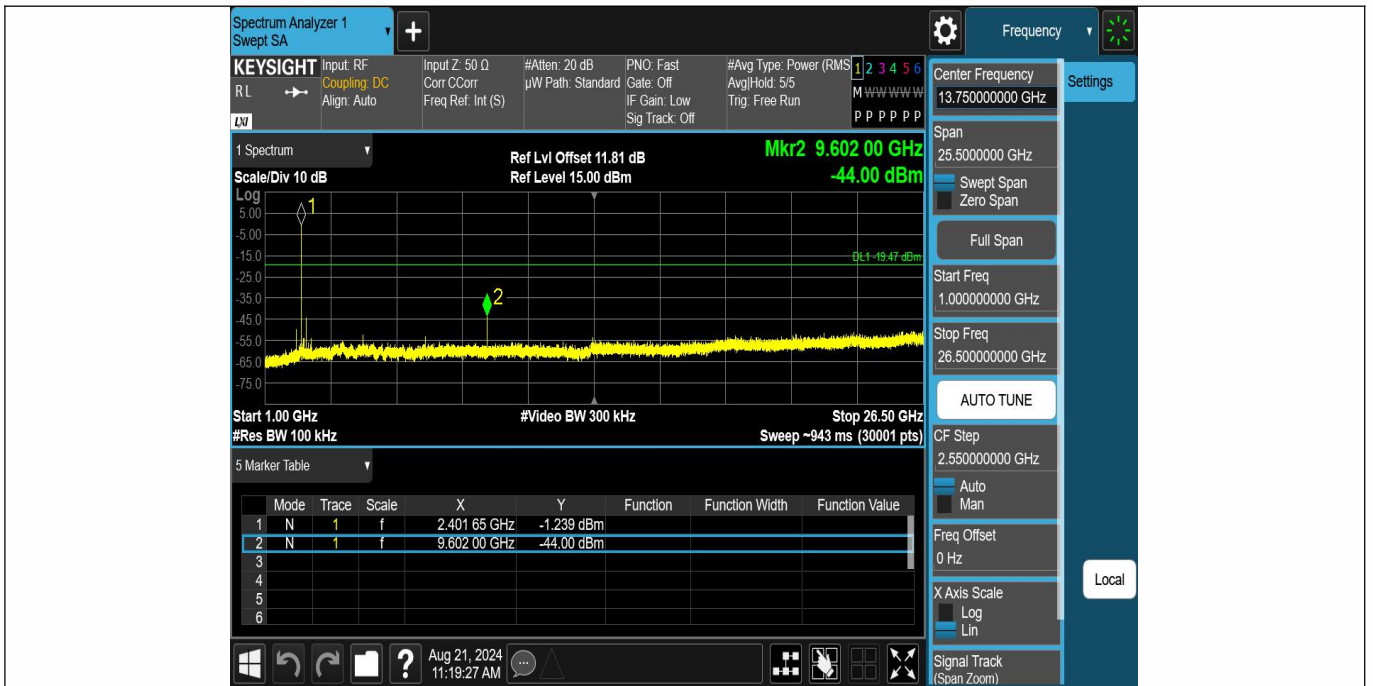 Spectrum Analyzer 1
Swept SA
+
Frequency
KEYSIGHT
RL
LXI
Input: RF
Coupling: DC
Align: Auto
Input Z: 50 Ω
Corr CCorr
Freq Ref: Int (S)
#Atten: 20 dB
µW Path: Standard
PNO: Fast
Gate: Off
IF Gain: Low
Sig Track: Off
#Avg Type: Power (RMS
Avg|Hold: 5/5
Trig: Free Run
1 2 3 4 5 6
M W W W W W
P P P P P P
1 Spectrum
Scale/Div 10 dB
Ref Lvl Offset 11.81 dB
Ref Level 15.00 dBm
Mkr2 9.602 00 GHz
-44.00 dBm
Log
5.00
-5.00
-15.0
-25.0
-35.0
-45.0
-55.0
-65.0
-75.0
1
2
DL1 -19.47 dBm
Start 1.00 GHz
#Video BW 300 kHz
Stop 26.50 GHz
#Res BW 100 kHz
Sweep ~943 ms (30001 pts)
5 Marker Table
Mode Trace Scale X Y Function Function Width Function Value
1 N 1 f 2.401 65 GHz -1.239 dBm
2 N 1 f 9.602 00 GHz -44.00 dBm
3
4
5
6
?
Aug 21, 2024
11:19:27 AM
Center Frequency
13.750000000 GHz
Settings
Span
25.5000000 GHz
Swept Span
Zero Span
Full Span
Start Freq
1.000000000 GHz
Stop Freq
26.500000000 GHz
AUTO TUNE
CF Step
2.550000000 GHz
Auto
Man
Freq Offset
0 Hz
Local
X Axis Scale
Log
Lin
Signal Track
(Span Zoom)